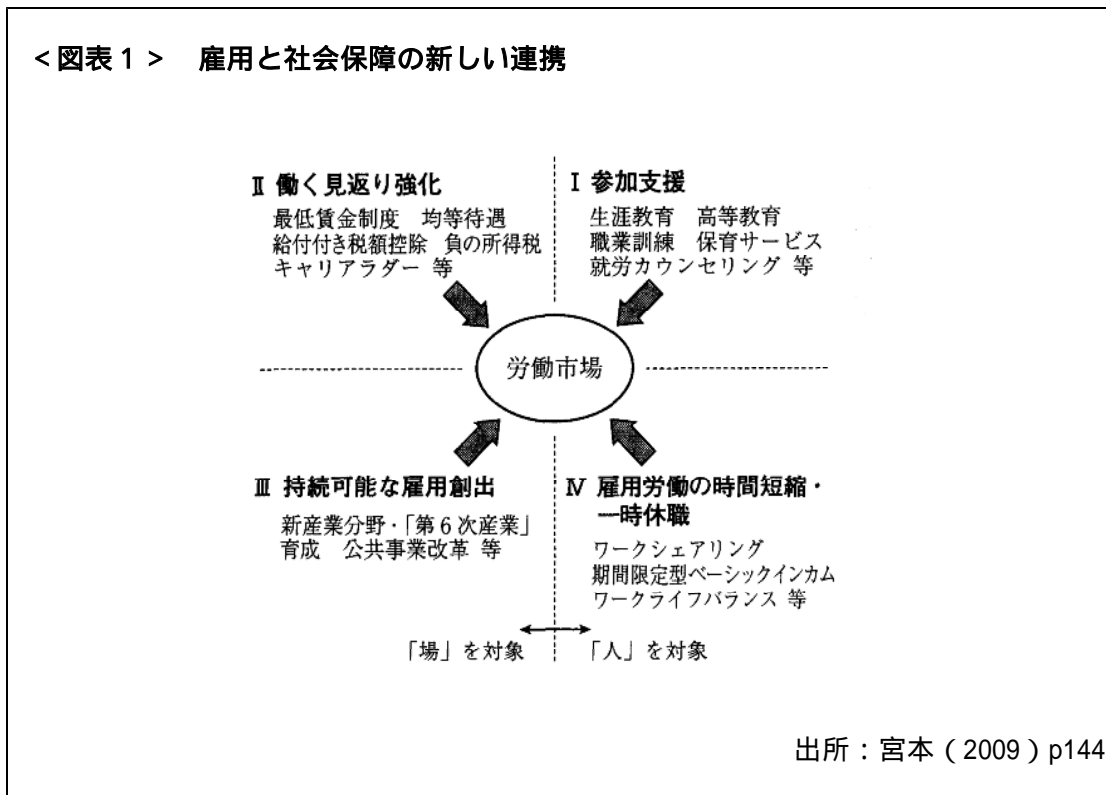 ＜図表１＞　雇用と社会保障の新しい連携
Ⅱ 働く見返り強化
最低賃金制度　均等待遇
給付付き税額控除　負の所得税
キャリアラダー 等
Ⅰ 参加支援
生涯教育　高等教育
職業訓練　保育サービス
就労カウンセリング 等
労働市場
Ⅲ 持続可能な雇用創出
新産業分野・「第６次産業」
育成　公共事業改革 等
Ⅳ 雇用労働の時間短縮・
一時休職
ワークシェアリング
期間限定型ベーシックインカム
ワークライフバランス 等
「場」を対象
「人」を対象
出所：宮本（2009）p144